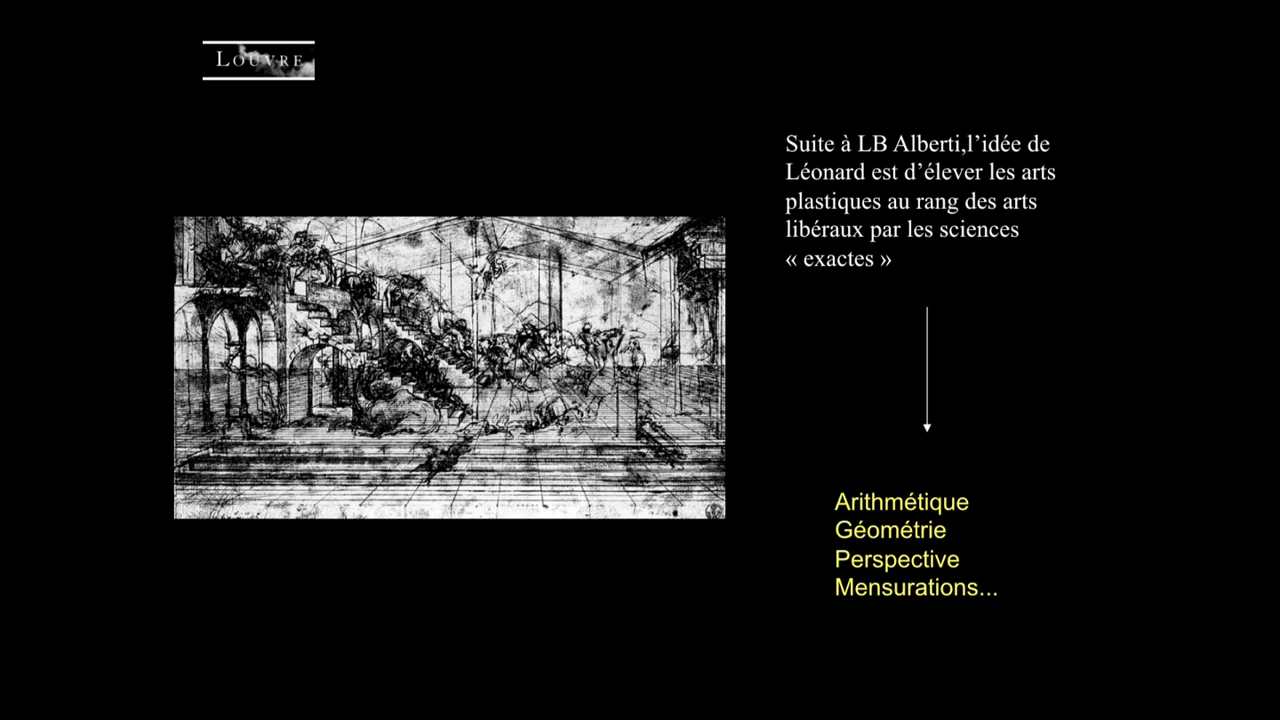 LOUVRE
Suite à LB Alberti,l’idée de
Léonard est d’élever les arts
plastiques au rang des arts
libéraux par les sciences
« exactes »
Arithmétique
Géométrie
Perspective
Mensurations...